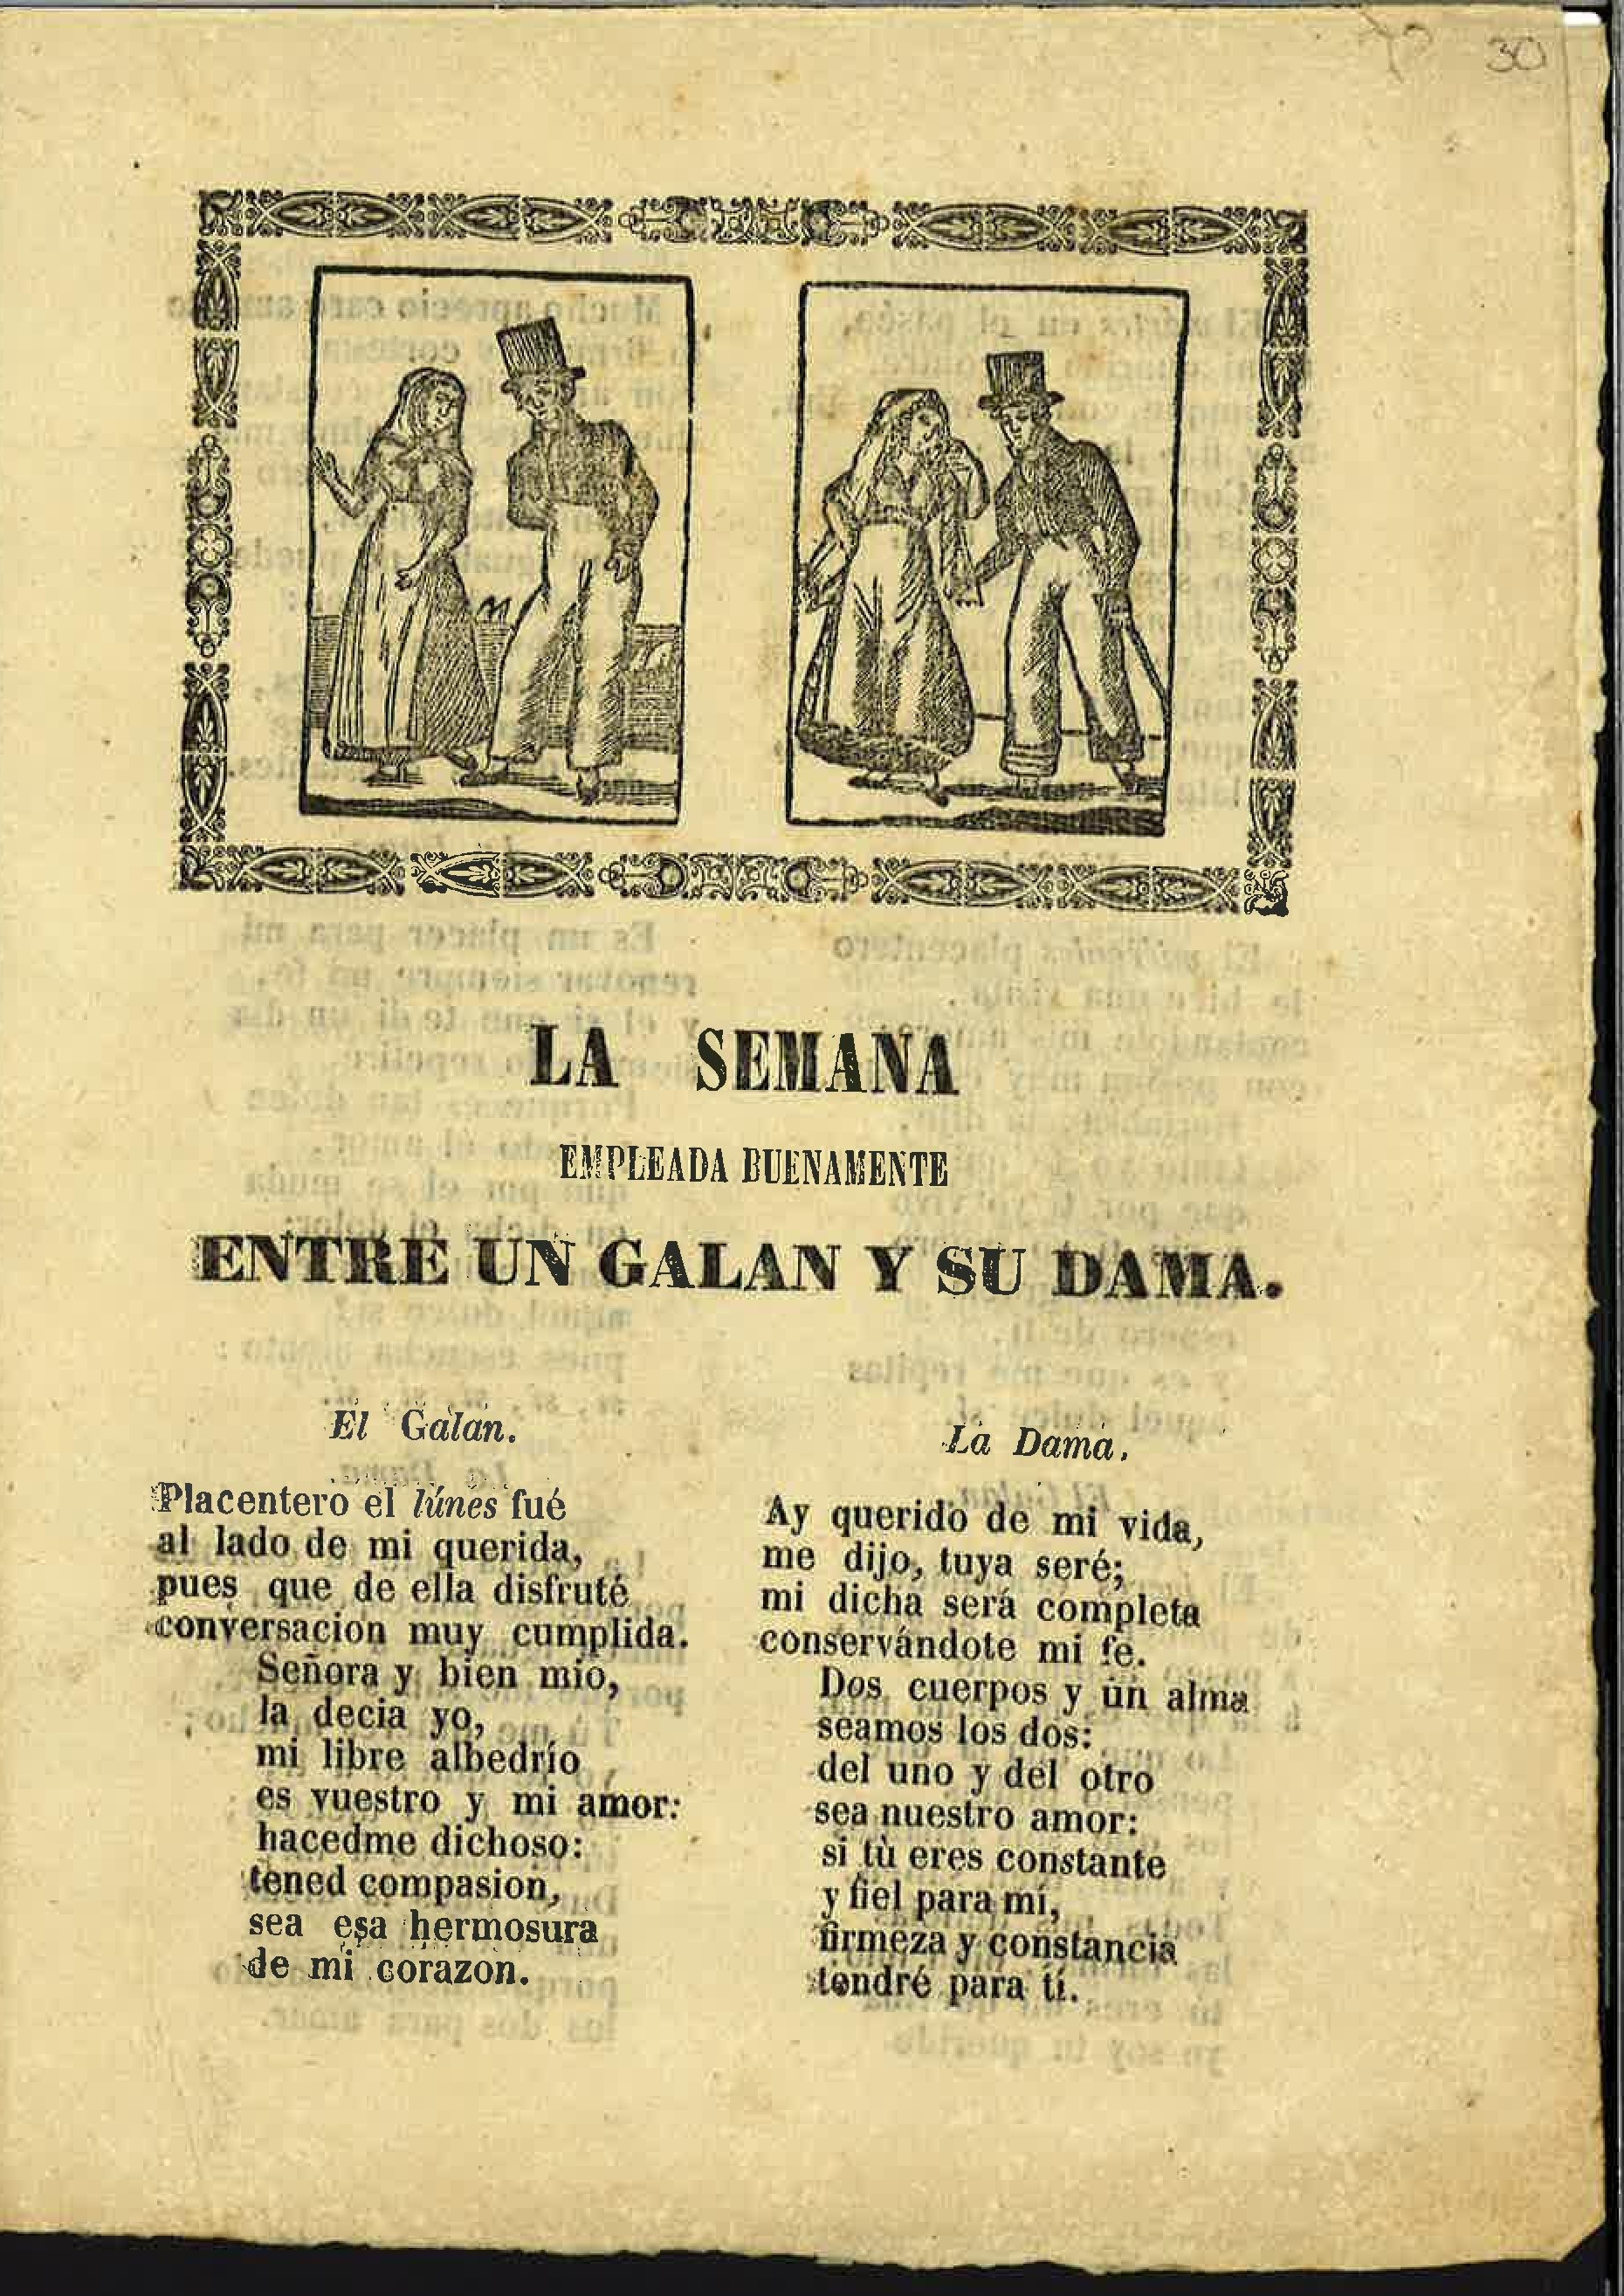 30
LA SEMANA
EMPLEADA BUENAMENTE
ENTRE UN GALAN Y SU DAMA.
El Galan.
Placentero el lúnes fué
al lado de mi querida,
pues que de ella disfruté
conversacion muy cumplida.
Señora y bien mio,
la decia yo,
mi libre albedrío
es vuestro y mi amor:
hacedme dichoso:
tened compasion,
sea esa hermosura
de mi corazon.
La Dama.
Ay querido de mi vida,
me dijo, tuya seré;
mi dicha será completa
conservándote mi fe.
Dos cuerpos y un alma
seamos los dos:
del uno y del otro
sea nuestro amor:
si tù eres constante
y fiel para mí,
firmeza y constancia
tendré para tí.